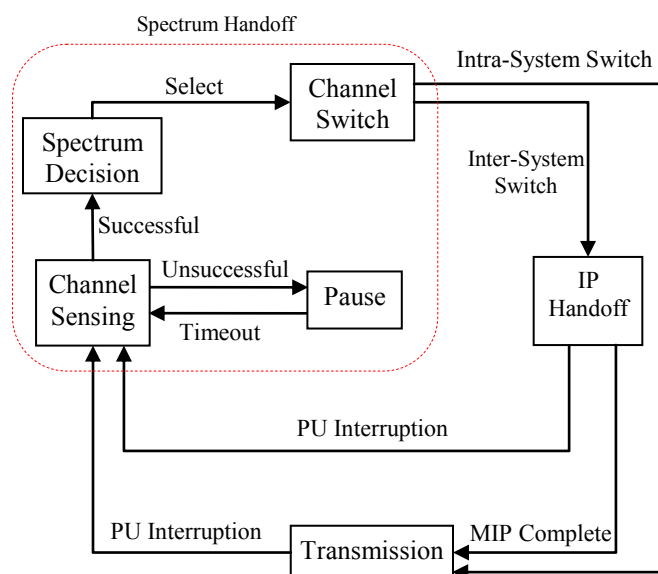 Spectrum Handoff
Intra-System Switch
Select
Channel
Switch
Spectrum
Decision
Inter-System
Switch
Successful
Channel
Sensing
Unsuccessful
Pause
Timeout
IP
Handoff
PU Interruption
PU Interruption
MIP Complete
Transmission